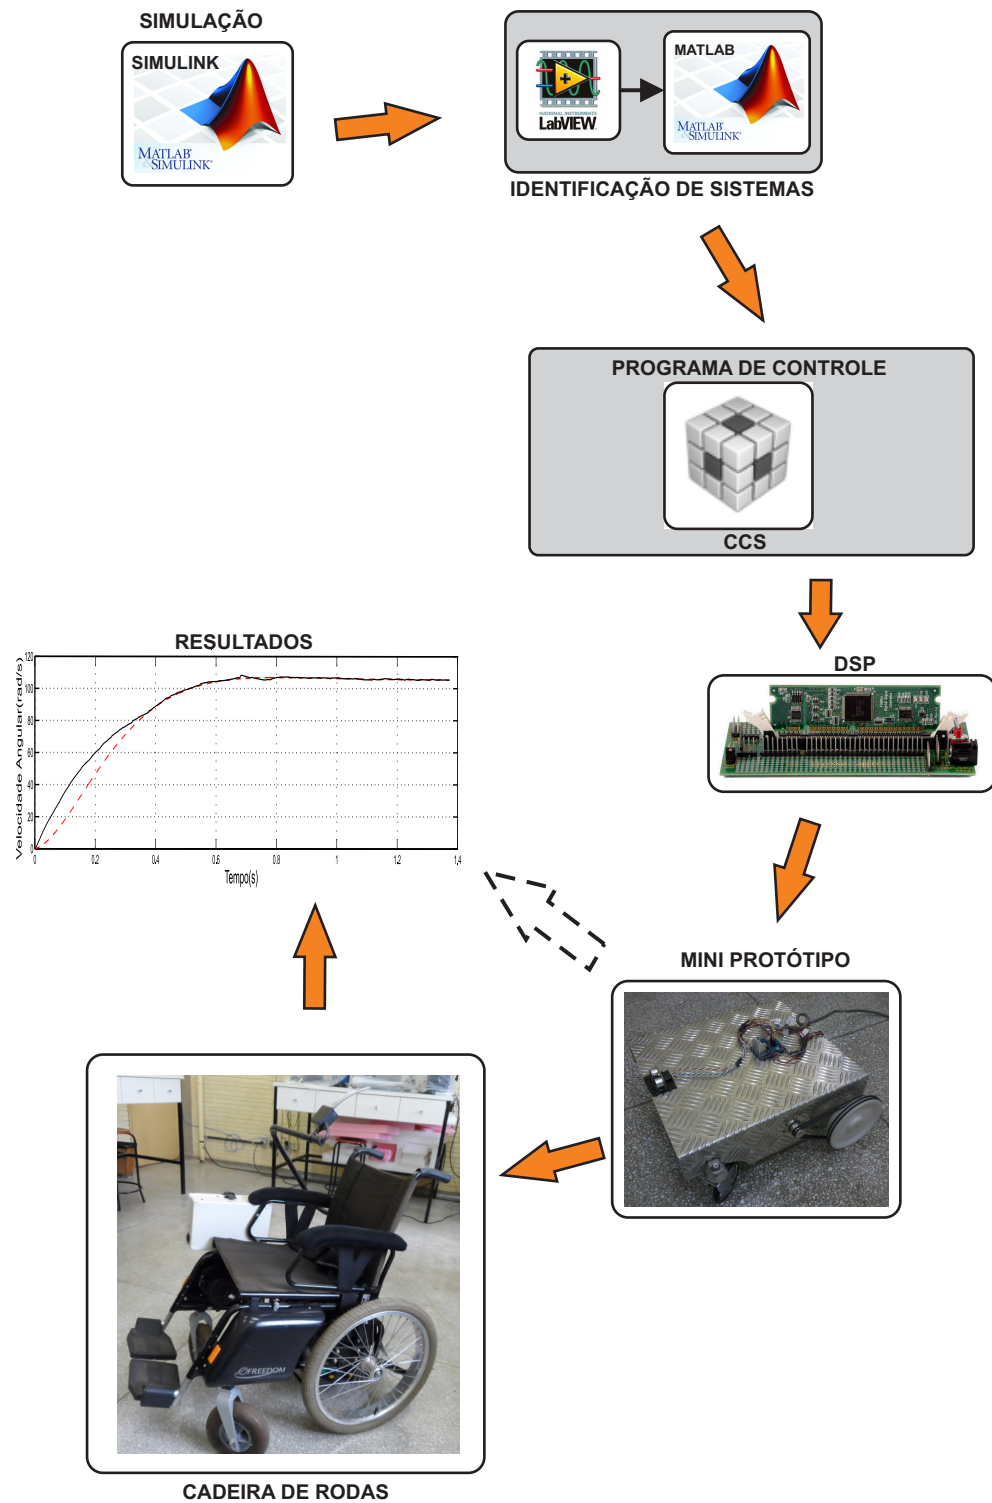 SIMULAÇÃO
SIMULINK
MATLAB
&SIMULINK
NATIONAL INSTRUMENTS
LabVIEW
MATLAB
MATLAB
&SIMULINK
IDENTIFICAÇÃO DE SISTEMAS
PROGRAMA DE CONTROLE
CCS
DSP
RESULTADOS
Velocidade Angular(rad/s)
120
100
80
60
40
20
0
0 0.2 0.4 0.6 0.8 1 1.2 1.4
Tempo(s)
MINI PROTÓTIPO
FREEDOM
CADEIRA DE RODAS